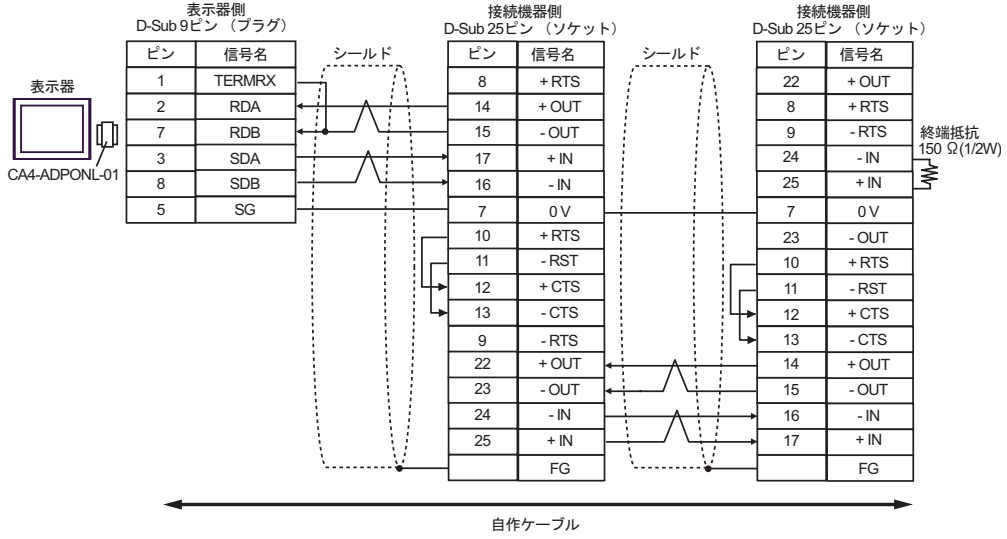 表示器側
D-Sub 9ピン （プラグ）
接続機器側
D-Sub 25ピン （ソケット）
接続機器側
D-Sub 25ピン （ソケット）
表示器
CA4-ADPONL-01
ピン 信号名
1 TERMRX
2 RDA
7 RDB
3 SDA
8 SDB
5 SG
シールド
ピン 信号名
8 +RTS
14 +OUT
15 -OUT
17 +IN
16 -IN
7 0V
10 +RTS
11 -RST
12 +CTS
13 -CTS
9 -RTS
22 +OUT
23 -OUT
24 -IN
25 +IN
FG
シールド
ピン 信号名
22 +OUT
8 +RTS
9 -RTS
24 -IN
25 +IN
7 0V
23 -OUT
10 +RTS
11 -RST
12 +CTS
13 -CTS
14 +OUT
15 -OUT
16 -IN
17 +IN
FG
終端抵抗
150 Ω(1/2W)
自作ケーブル